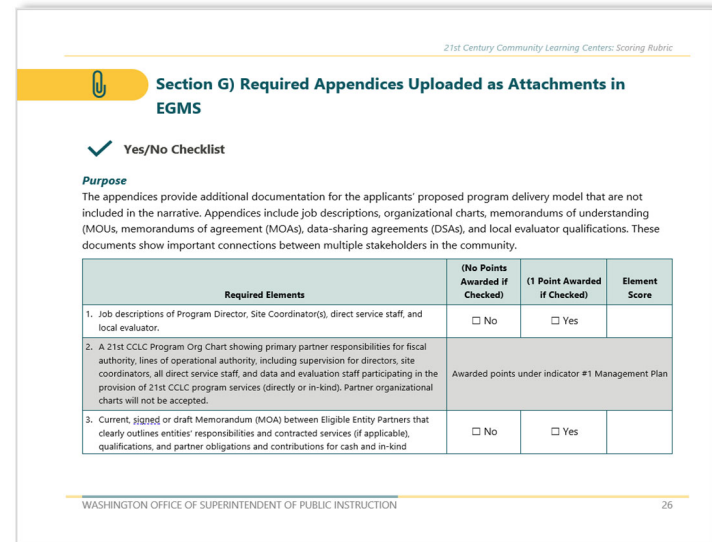 21st Century Community Learning Centers: Scoring Rubric
Section G) Required Appendices Uploaded as Attachments in
EGMS
Yes/No Checklist
Purpose
The appendices provide additional documentation for the applicants' proposed program delivery model that are not
included in the narrative. Appendices include job descriptions, organizational charts, memorandums of understanding
(MOUs, memorandums of agreement (MOAs), data-sharing agreements (DSAs), and local evaluator qualifications. These
documents show important connections between multiple stakeholders in the community.
Required Elements
(No Points
Awarded if
Checked)
(1 Point Awarded
if Checked)
Element
Score
1. Job descriptions of Program Director, Site Coordinator(s), direct service staff, and
local evaluator.
☐ No
☐ Yes
2. A 21st CCLC Program Org Chart showing primary partner responsibilities for fiscal
authority, lines of operational authority, including supervision for directors, site
coordinators, all direct service staff, and data and evaluation staff participating in the
provision of 21st CCLC program services (directly or in-kind). Partner organizational
charts will not be accepted.
Awarded points under indicator #1 Management Plan
3. Current, signed or draft Memorandum (MOA) between Eligible Entity Partners that
clearly outlines entities' responsibilities and contracted services (if applicable),
qualifications, and partner obligations and contributions for cash and in-kind
☐ No
☐ Yes
WASHINGTON OFFICE OF SUPERINTENDENT OF PUBLIC INSTRUCTION
26